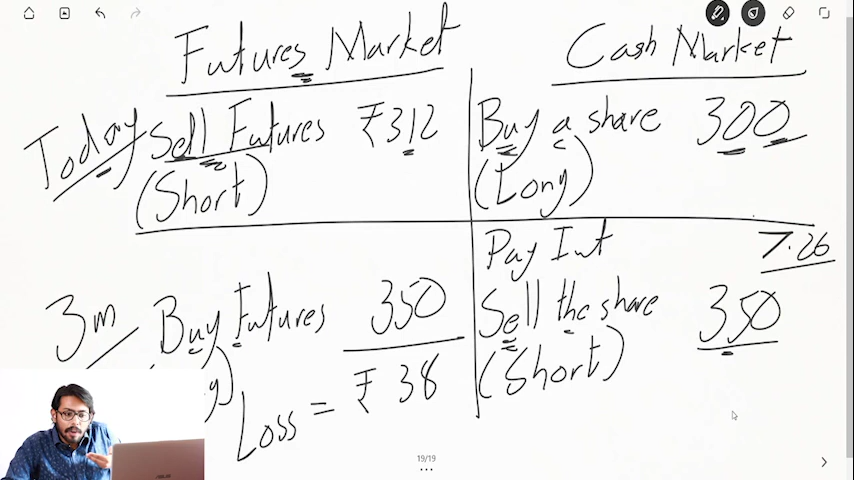 Futures Market
Cash Market
Today
Sell Futures ₹312
(Short)
Buy a share 300
(Long)
Pay Int 7.26
3m
Buy Futures 350
Sell the share 350
(Short)
Loss = ₹38
19/19